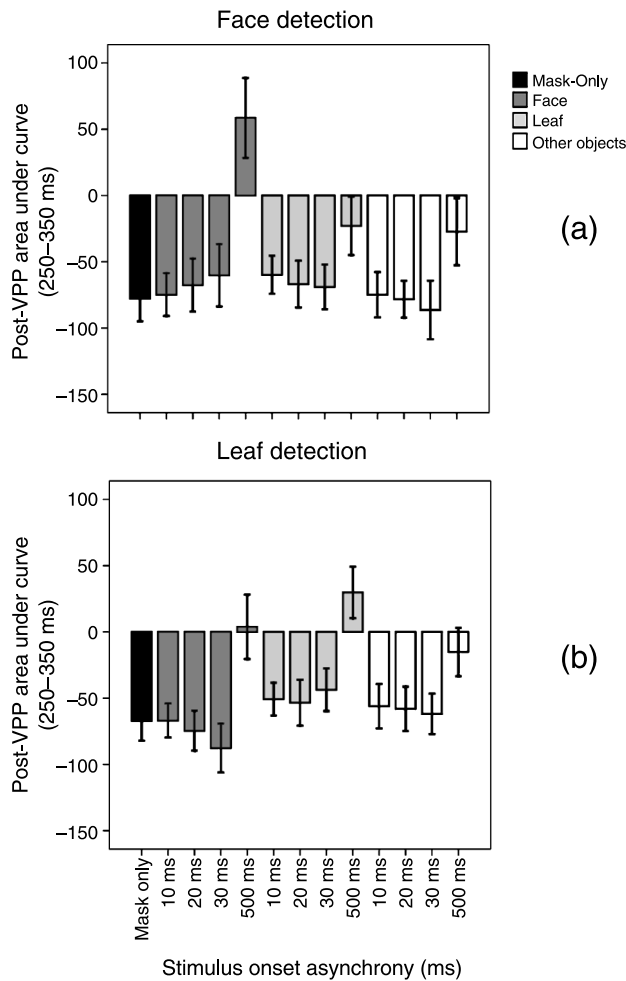 Face detection
100
50
0
−50
−100
−150
Post-VPP area under curve
(250–350 ms)
Mask-Only
Face
Leaf
Other objects
(a)
Leaf detection
100
50
0
−50
−100
−150
Post-VPP area under curve
(250–350 ms)
(b)
Mask only
10 ms
20 ms
30 ms
500 ms
10 ms
20 ms
30 ms
500 ms
10 ms
20 ms
30 ms
500 ms
Stimulus onset asynchrony (ms)